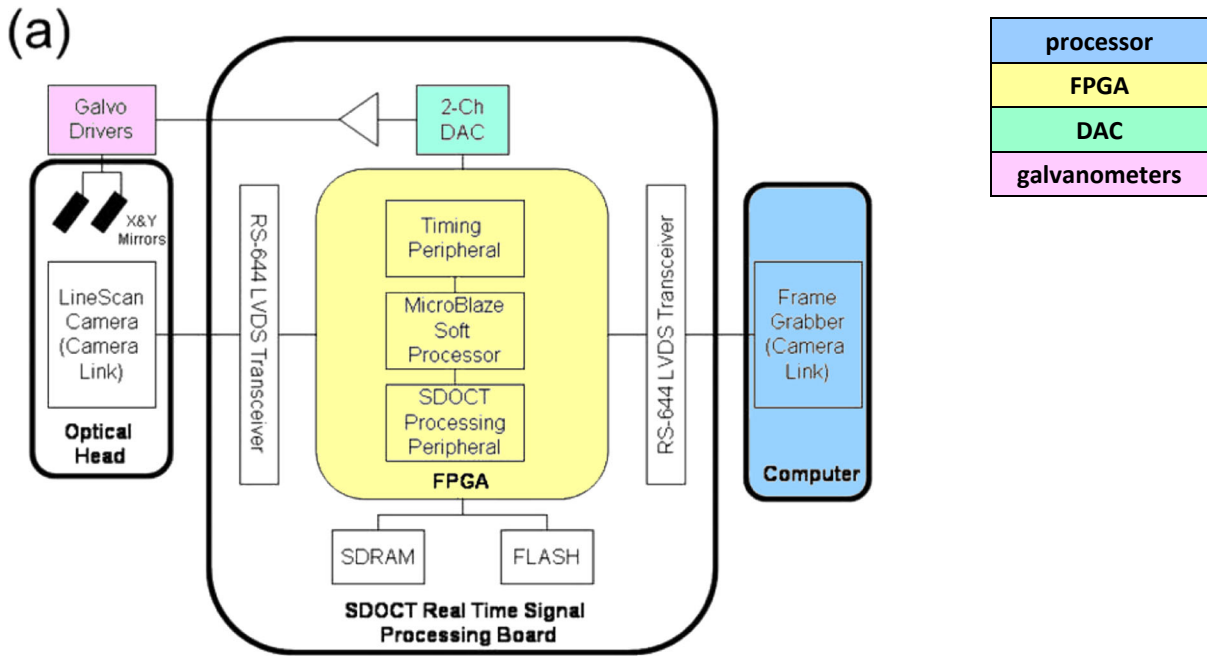 (a)
processor
FPGA
DAC
galvanometers
Galvo
Drivers
2-Ch
DAC
X&Y
Mirrors
LineScan
Camera
(Camera
Link)
Optical
Head
RS-644 LVDS Transceiver
Timing
Peripheral
MicroBlaze
Soft
Processor
SDOCT
Processing
Peripheral
FPGA
RS-644 LVDS Transceiver
Frame
Grabber
(Camera
Link)
Computer
SDRAM
FLASH
SDOCT Real Time Signal
Processing Board